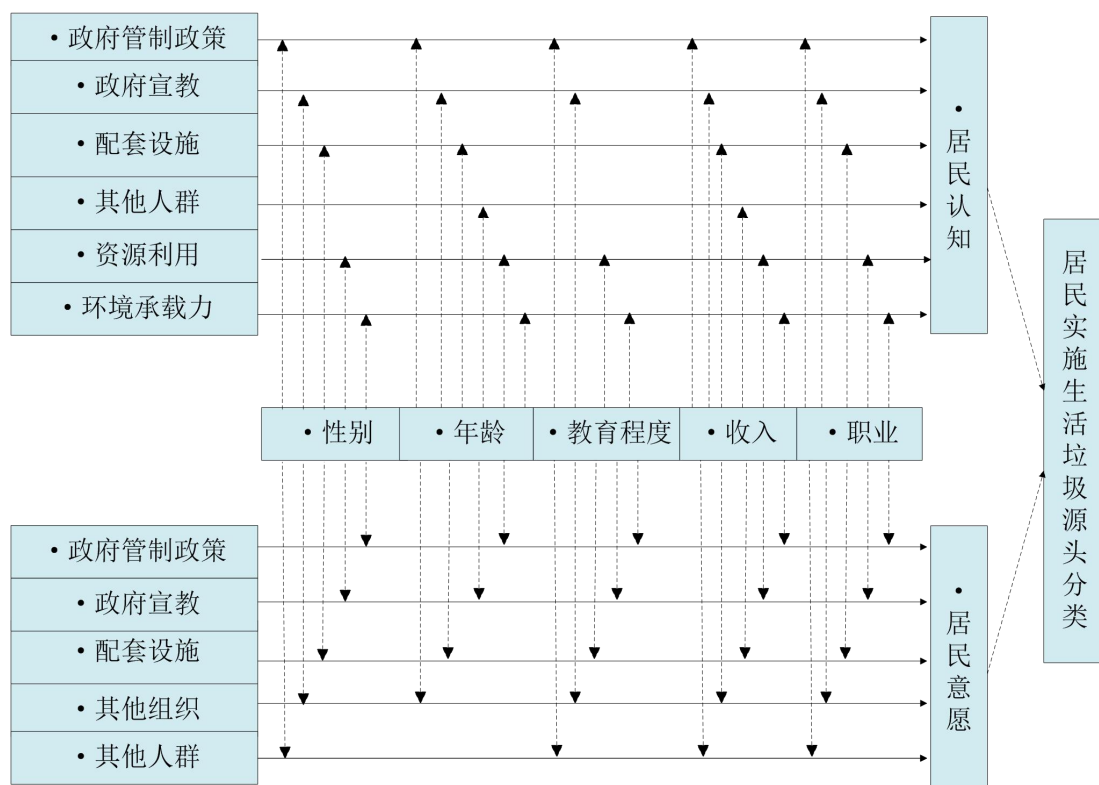 • 政府管制政策
• 政府宣教
• 配套设施
• 其他人群
• 资源利用
• 环境承载力
• 居民认知
• 性别
• 年龄
• 教育程度
• 收入
• 职业
• 政府管制政策
• 政府宣教
• 配套设施
• 其他组织
• 其他人群
• 居民意愿
居民实施生活垃圾源头分类